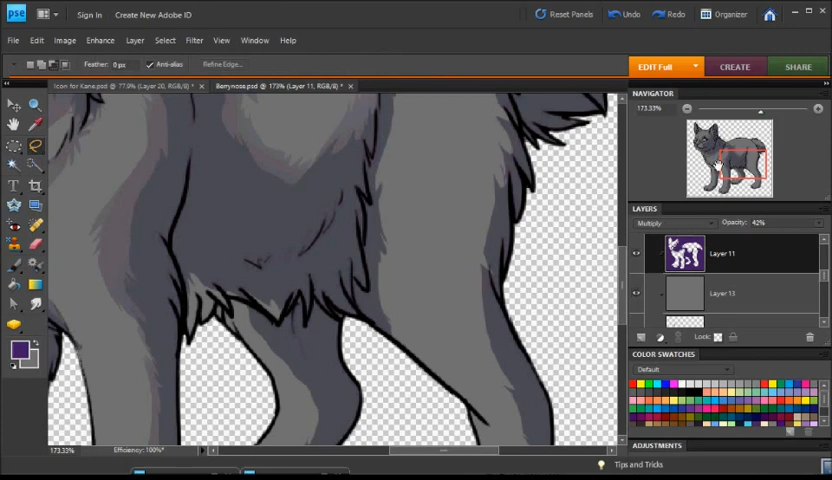 pse Sign In Create New Adobe ID Reset Panels Undo Redo Organizer
File Edit Image Enhance Layer Select Filter View Window Help
Feather: 0 px Anti-alias Refine Edge...
EDIT Full CREATE SHARE
Icon for Kane.psd @ 77.9% (Layer 20, RGB/8) * Berrynose.psd @ 173% (Layer 11, RGB/8) *
NAVIGATOR
173.33%
LAYERS
Multiply Opacity: 42%
Layer 11
Layer 13
Lock:
COLOR SWATCHES
Default
ADJUSTMENTS
173.33% Efficiency: 100%*
Tips and Tricks